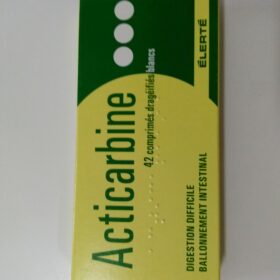 Acticarbine
42 comprimés dragéifiés blancs
DIGESTION DIFFICILE
BALLONNEMENT INTESTINAL
ÉLERTÉ